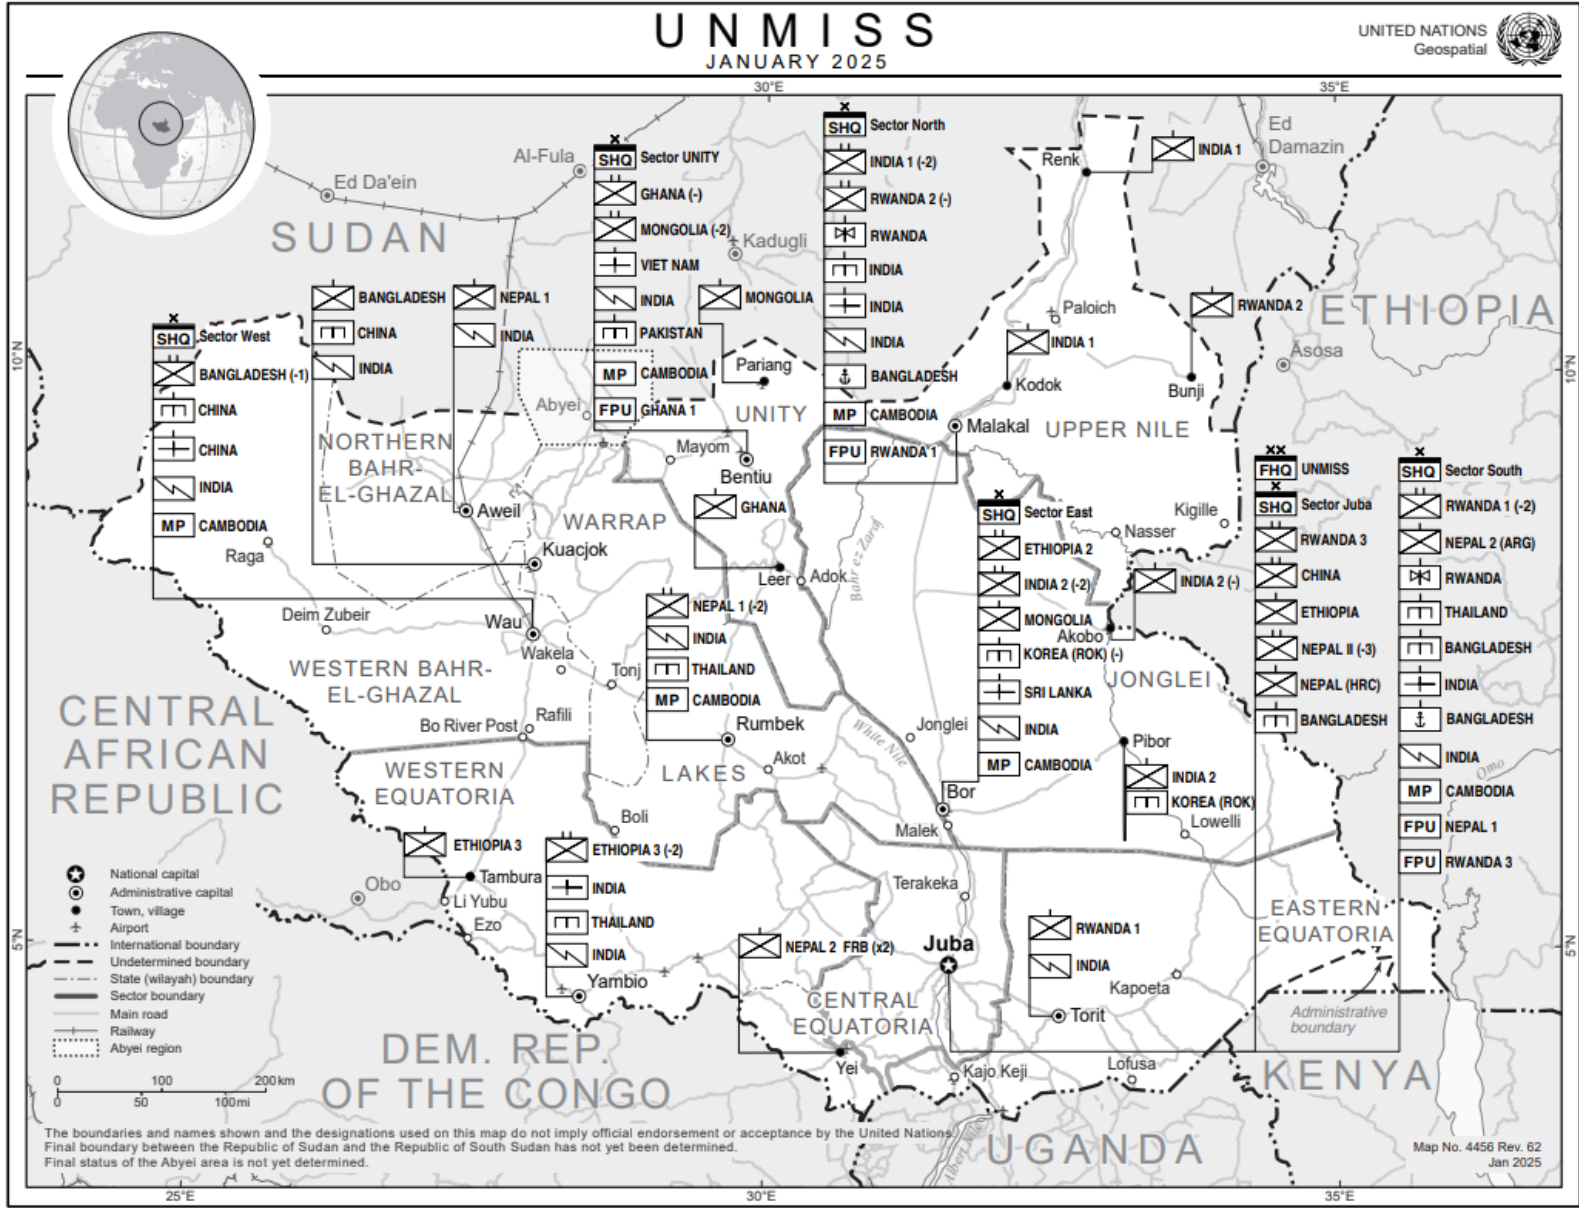 UNMISS
JANUARY 2025
UNITED NATIONS
Geospatial
30°E
35°E
SHQ Sector North
INDIA 1 (-2)
RWANDA 2 (-)
RWANDA
INDIA
INDIA
INDIA
BANGLADESH
MP CAMBODIA
FPU RWANDA 1
SHQ Sector UNITY
GHANA (-)
MONGOLIA (-2)
VIET NAM
INDIA
PAKISTAN
MP CAMBODIA
FPU GHANA 1
Al-Fula
Ed Da'ein
SUDAN
Kadugli
Renk
INDIA 1
Ed
Damazin
ETHIOPIA
BANGLADESH
CHINA
INDIA
NEPAL 1
INDIA
MONGOLIA
Pariang
Paloich
INDIA 1
Kodok
RWANDA 2
Bunji
Asosa
10°N
10°N
SHQ Sector West
BANGLADESH (-1)
CHINA
CHINA
INDIA
MP CAMBODIA
Abyei
UNITY
Mayom
Bentiu
Malakal
UPPER NILE
NORTHERN
BAHR-
EL-GHAZAL
Aweil
WARRAP
Kuacjok
Raga
GHANA
Leer
Adok
Bahr ez Zaraf
Kigille
Nasser
SHQ Sector East
ETHIOPIA 2
INDIA 2 (-2)
MONGOLIA
KOREA (ROK) (-)
SRI LANKA
INDIA
MP CAMBODIA
INDIA 2 (-)
Akobo
JONGLEI
FHQ UNMISS
SHQ Sector Juba
RWANDA 3
CHINA
ETHIOPIA
NEPAL II (-3)
NEPAL (HRC)
BANGLADESH
SHQ Sector South
RWANDA 1 (-2)
NEPAL 2 (ARG)
RWANDA
THAILAND
BANGLADESH
INDIA
BANGLADESH
INDIA
MP CAMBODIA
FPU NEPAL 1
FPU RWANDA 3
Deim Zubeir
Wau
Wakela
Tonj
NEPAL 1 (-2)
INDIA
THAILAND
MP CAMBODIA
Rumbek
WESTERN BAHR-
EL-GHAZAL
Bo River Post
Rafili
CENTRAL
AFRICAN
REPUBLIC
WESTERN
EQUATORIA
LAKES
Akot
White Nile
Jonglei
Pibor
INDIA 2
KOREA (ROK)
Lowelli
Omo
Boli
Bor
Malek
ETHIOPIA 3
Tambura
Li Yubu
Ezo
Obo
ETHIOPIA 3 (-2)
INDIA
THAILAND
INDIA
Yambio
Terakeka
Juba
NEPAL 2 FRB (x2)
CENTRAL
EQUATORIA
Yei
RWANDA 1
INDIA
Torit
Kapoeta
EASTERN
EQUATORIA
5°N
5°N
Administrative
boundary
Kajo Keji
Lofusa
KENYA
DEM. REP.
OF THE CONGO
UGANDA
Albert Nile
National capital
Administrative capital
Town, village
Airport
International boundary
Undetermined boundary
State (wilayah) boundary
Sector boundary
Main road
Railway
Abyei region
0 100 200 km
0 50 100 mi
The boundaries and names shown and the designations used on this map do not imply official endorsement or acceptance by the United Nations.
Final boundary between the Republic of Sudan and the Republic of South Sudan has not yet been determined.
Final status of the Abyei area is not yet determined.
Map No. 4456 Rev. 62
Jan 2025
25°E
30°E
35°E